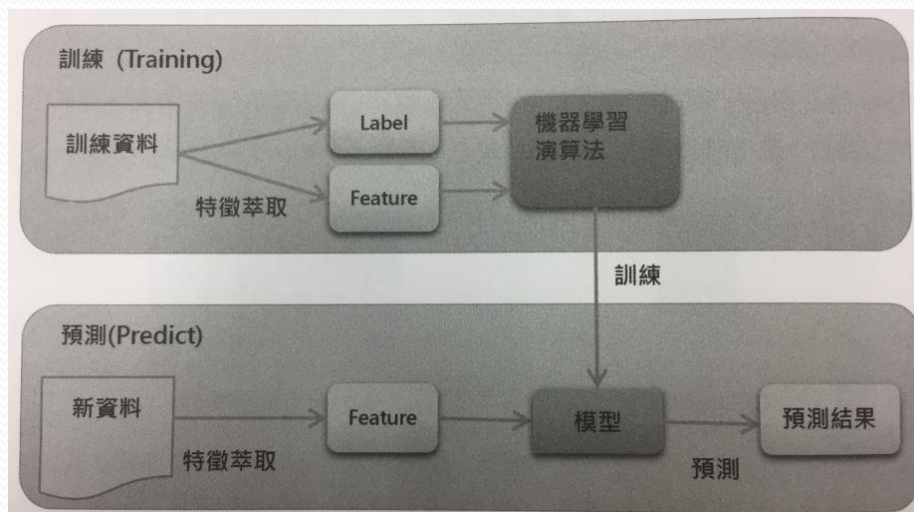 訓練 (Training)
訓練資料
特徵萃取
Label
Feature
機器學習
演算法
訓練
預測(Predict)
新資料
特徵萃取
Feature
模型
預測
預測結果